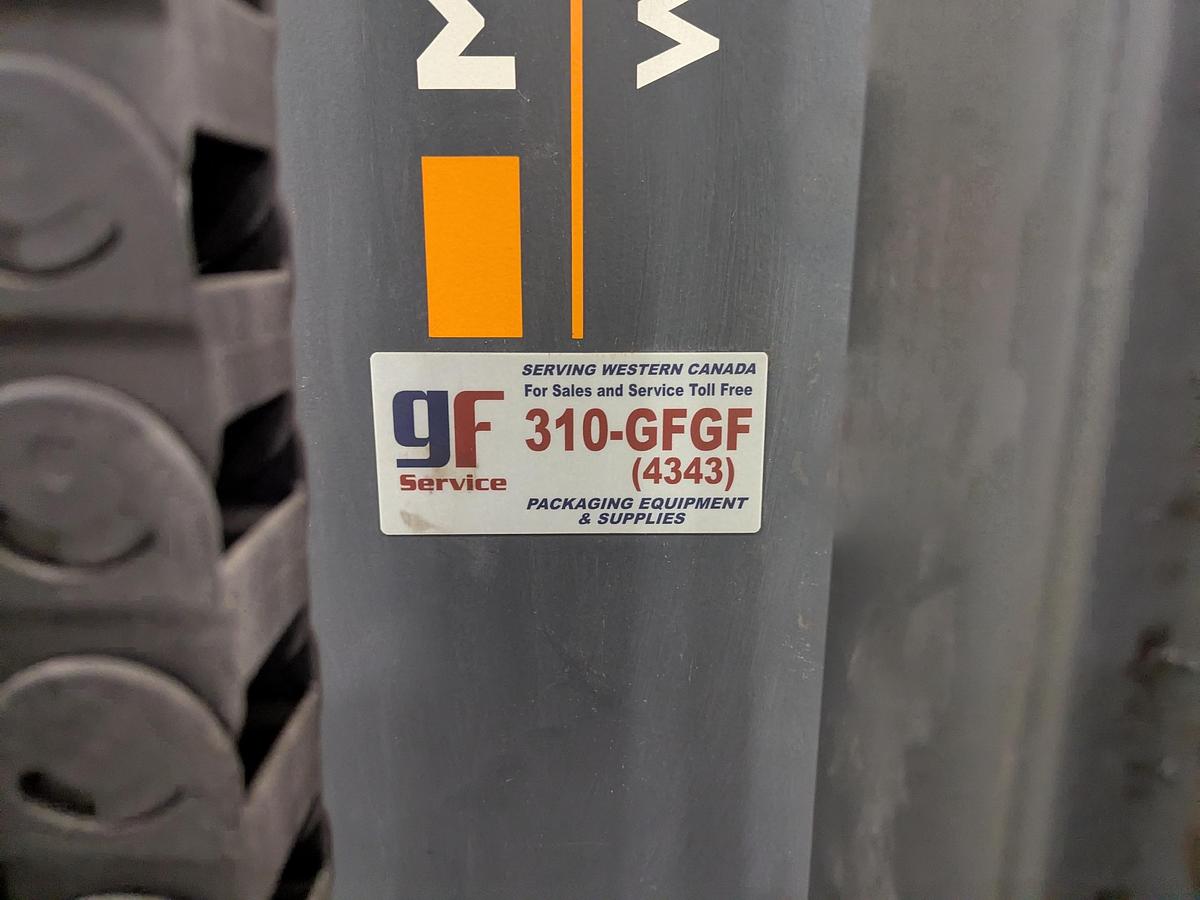 M
W
SERVING WESTERN CANADA
For Sales and Service Toll Free
gf
Service
310-GFGF
(4343)
PACKAGING EQUIPMENT
& SUPPLIES